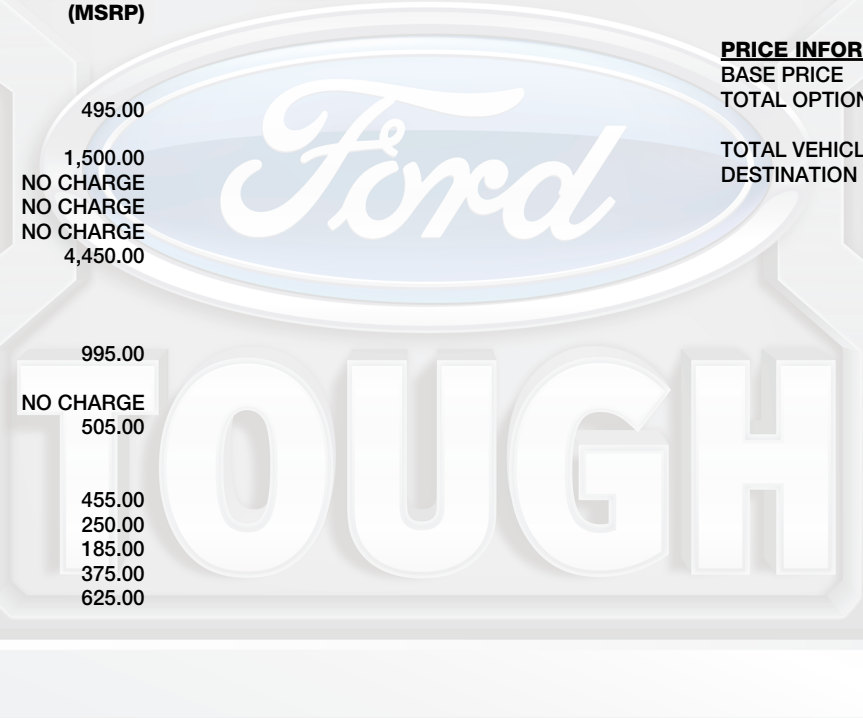 (MSRP)
495.00
1,500.00
NO CHARGE
NO CHARGE
NO CHARGE
4,450.00
995.00
NO CHARGE
505.00
455.00
250.00
185.00
375.00
625.00
PRICE INFOR
BASE PRICE
TOTAL OPTION
TOTAL VEHICL
DESTINATION
Ford
TOUGH